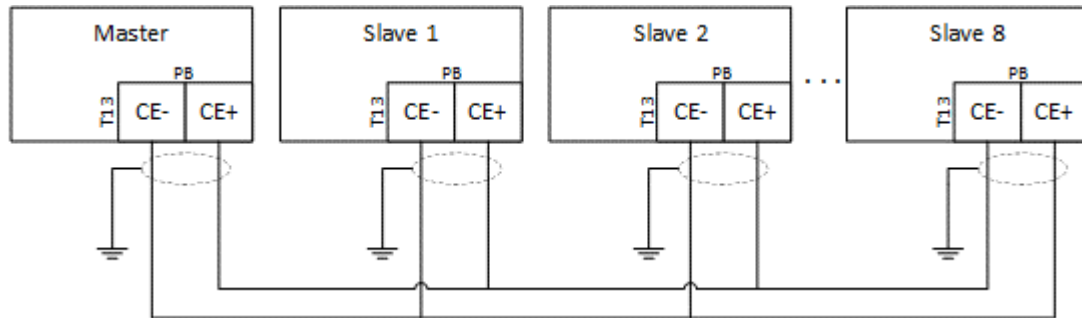 Master
PB
T13
CE- CE+
Slave 1
PB
T13
CE- CE+
Slave 2
PB
T13
CE- CE+
...
Slave 8
PB
T13
CE- CE+